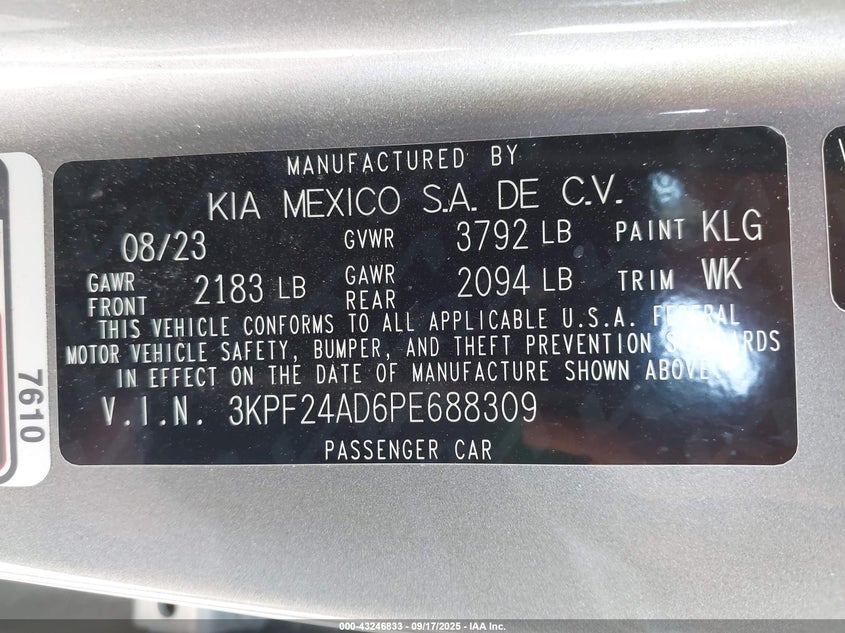 MANUFACTURED BY
KIA MEXICO S.A. DE C.V.
08/23 GVWR 3792 LB PAINT KLG
GAWR FRONT 2183 LB GAWR REAR 2094 LB TRIM WK
THIS VEHICLE CONFORMS TO ALL APPLICABLE U.S.A. FEDERAL
MOTOR VEHICLE SAFETY, BUMPER, AND THEFT PREVENTION STANDARDS
IN EFFECT ON THE DATE OF MANUFACTURE SHOWN ABOVE.
V.I.N. 3KPF24AD6PE688309
PASSENGER CAR
7610
000-43246833 - 09/17/2025 - IAA Inc.